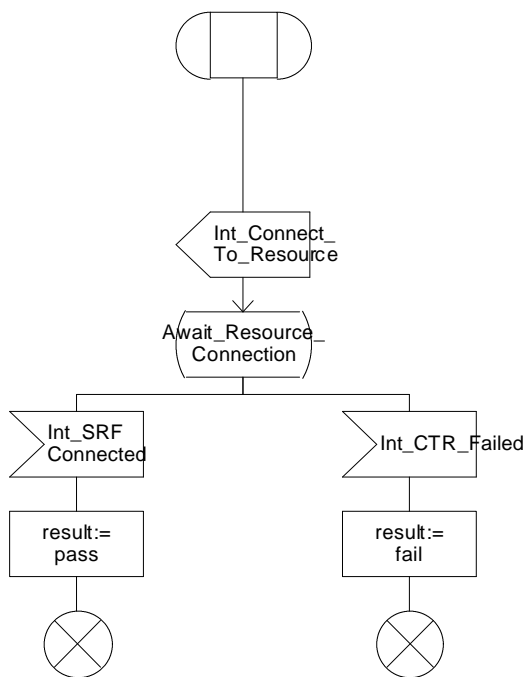 Int_Connect_
To_Resource
Await_Resource_
Connection
Int_SRF
Connected
Int_CTR_Failed
result:=
pass
result:=
fail